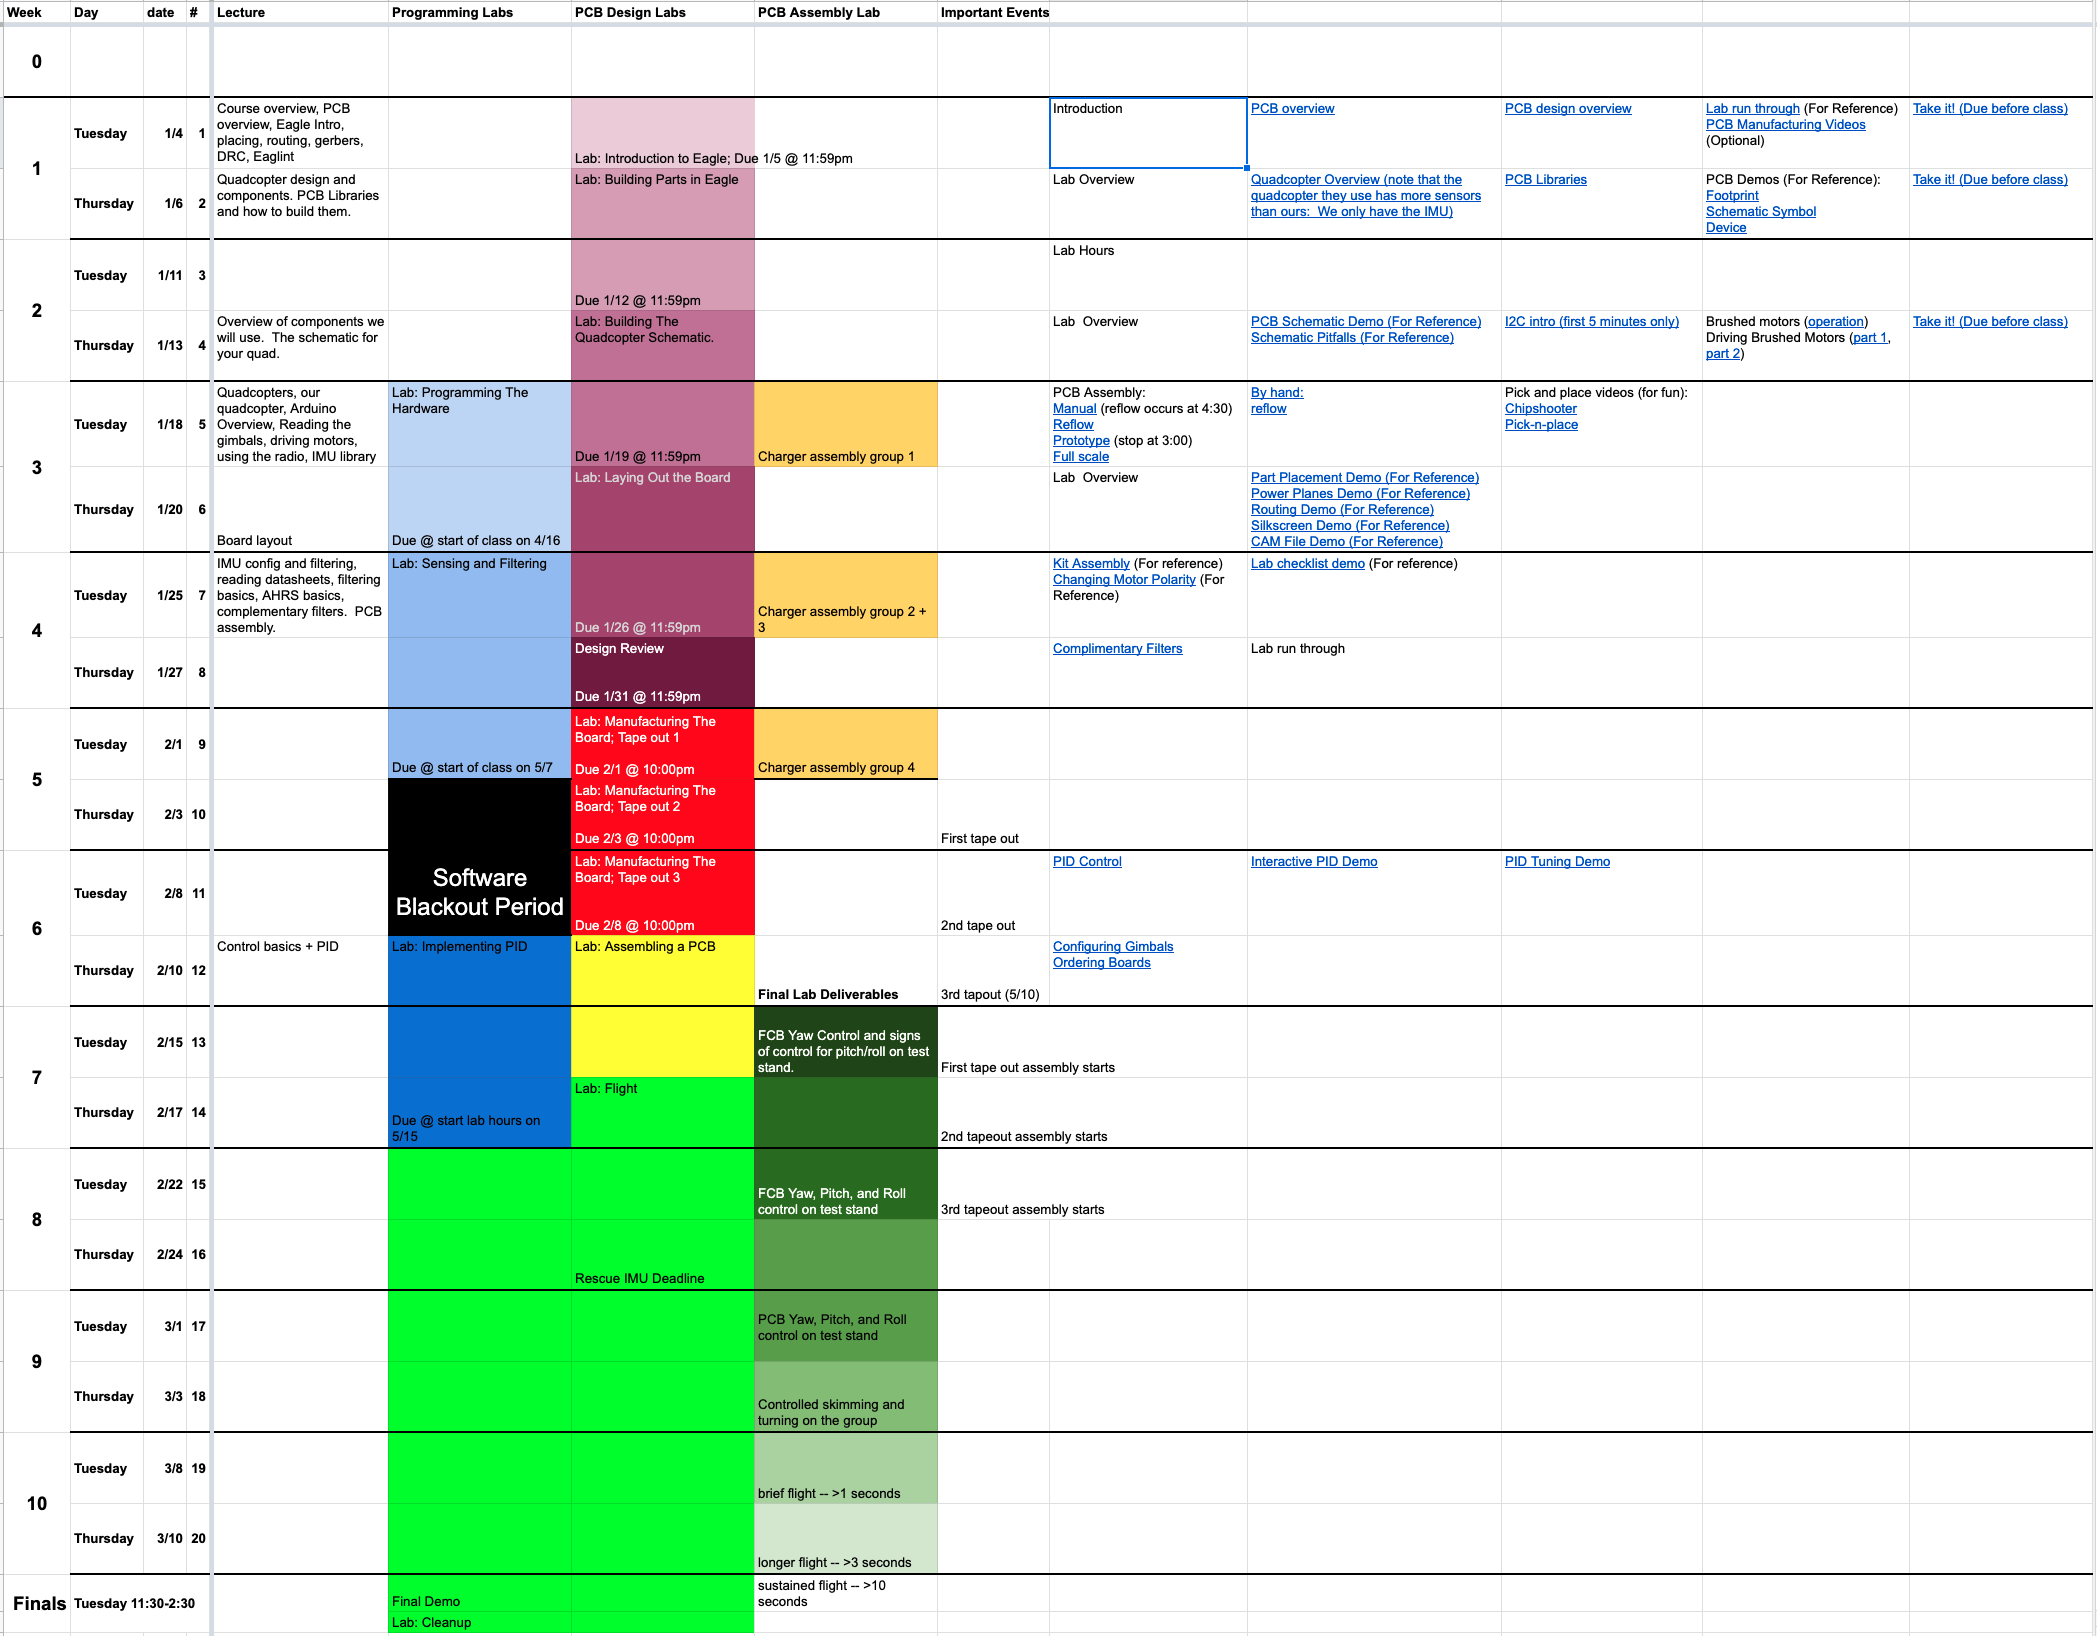 Week Day date # Lecture Programming Labs PCB Design Labs PCB Assembly Lab Important Events
0
1
Tuesday 1/4 1
Course overview, PCB
overview, Eagle Intro,
placing, routing, gerbers,
DRC, Eaglint
Lab: Introduction to Eagle; Due 1/5 @ 11:59pm
Introduction
PCB overview
PCB design overview
Lab run through (For Reference)
PCB Manufacturing Videos
(Optional)
Take it! (Due before class)
Thursday 1/6 2
Quadcopter design and
components. PCB Libraries
and how to build them.
Lab: Building Parts in Eagle
Lab Overview
Quadcopter Overview (note that the
quadcopter they use has more sensors
than ours: We only have the IMU)
PCB Libraries
PCB Demos (For Reference):
Footprint
Schematic Symbol
Device
Take it! (Due before class)
2
Tuesday 1/11 3
Due 1/12 @ 11:59pm
Lab Hours
Thursday 1/13 4
Overview of components we
will use. The schematic for
your quad.
Lab: Building The
Quadcopter Schematic.
Lab Overview
PCB Schematic Demo (For Reference)
Schematic Pitfalls (For Reference)
I2C intro (first 5 minutes only)
Brushed motors (operation)
Driving Brushed Motors (part 1,
part 2)
Take it! (Due before class)
3
Tuesday 1/18 5
Quadcopters, our
quadcopter, Arduino
Overview, Reading the
gimbals, driving motors,
using the radio, IMU library
Lab: Programming The
Hardware
Due 1/19 @ 11:59pm
Charger assembly group 1
PCB Assembly:
Manual (reflow occurs at 4:30)
Reflow
Prototype (stop at 3:00)
Full scale
By hand:
reflow
Pick and place videos (for fun):
Chipshooter
Pick-n-place
Thursday 1/20 6
Board layout
Due @ start of class on 4/16
Lab: Laying Out the Board
Lab Overview
Part Placement Demo (For Reference)
Power Planes Demo (For Reference)
Routing Demo (For Reference)
Silkscreen Demo (For Reference)
CAM File Demo (For Reference)
4
Tuesday 1/25 7
IMU config and filtering,
reading datasheets, filtering
basics, AHRS basics,
complementary filters. PCB
assembly.
Lab: Sensing and Filtering
Due 1/26 @ 11:59pm
Charger assembly group 2 +
3
Kit Assembly (For reference)
Changing Motor Polarity (For
Reference)
Lab checklist demo (For reference)
Thursday 1/27 8
Design Review
Due 1/31 @ 11:59pm
Complimentary Filters
Lab run through
5
Tuesday 2/1 9
Due @ start of class on 5/7
Lab: Manufacturing The
Board; Tape out 1
Due 2/1 @ 10:00pm
Charger assembly group 4
Thursday 2/3 10
Lab: Manufacturing The
Board; Tape out 2
Due 2/3 @ 10:00pm
First tape out
6
Software
Blackout Period
Tuesday 2/8 11
Lab: Manufacturing The
Board; Tape out 3
Due 2/8 @ 10:00pm
2nd tape out
PID Control
Interactive PID Demo
PID Tuning Demo
Thursday 2/10 12
Control basics + PID
Lab: Implementing PID
Lab: Assembling a PCB
Final Lab Deliverables
3rd tapout (5/10)
Configuring Gimbals
Ordering Boards
7
Tuesday 2/15 13
FCB Yaw Control and signs
of control for pitch/roll on test
stand.
First tape out assembly starts
Thursday 2/17 14
Due @ start lab hours on
5/15
Lab: Flight
2nd tapeout assembly starts
8
Tuesday 2/22 15
FCB Yaw, Pitch, and Roll
control on test stand
3rd tapeout assembly starts
Thursday 2/24 16
Rescue IMU Deadline
9
Tuesday 3/1 17
PCB Yaw, Pitch, and Roll
control on test stand
Thursday 3/3 18
Controlled skimming and
turning on the group
10
Tuesday 3/8 19
brief flight -- >1 seconds
Thursday 3/10 20
longer flight -- >3 seconds
Finals Tuesday 11:30-2:30
Final Demo
sustained flight -- >10
seconds
Lab: Cleanup